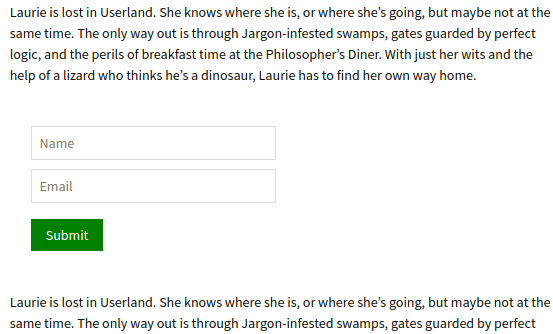 Laurie is lost in Userland. She knows where she is, or where she’s going, but maybe not at the
same time. The only way out is through Jargon-infested swamps, gates guarded by perfect
logic, and the perils of breakfast time at the Philosopher’s Diner. With just her wits and the
help of a lizard who thinks he’s a dinosaur, Laurie has to find her own way home.
Name
Email
Submit
Laurie is lost in Userland. She knows where she is, or where she’s going, but maybe not at the
same time. The only way out is through Jargon-infested swamps, gates guarded by perfect